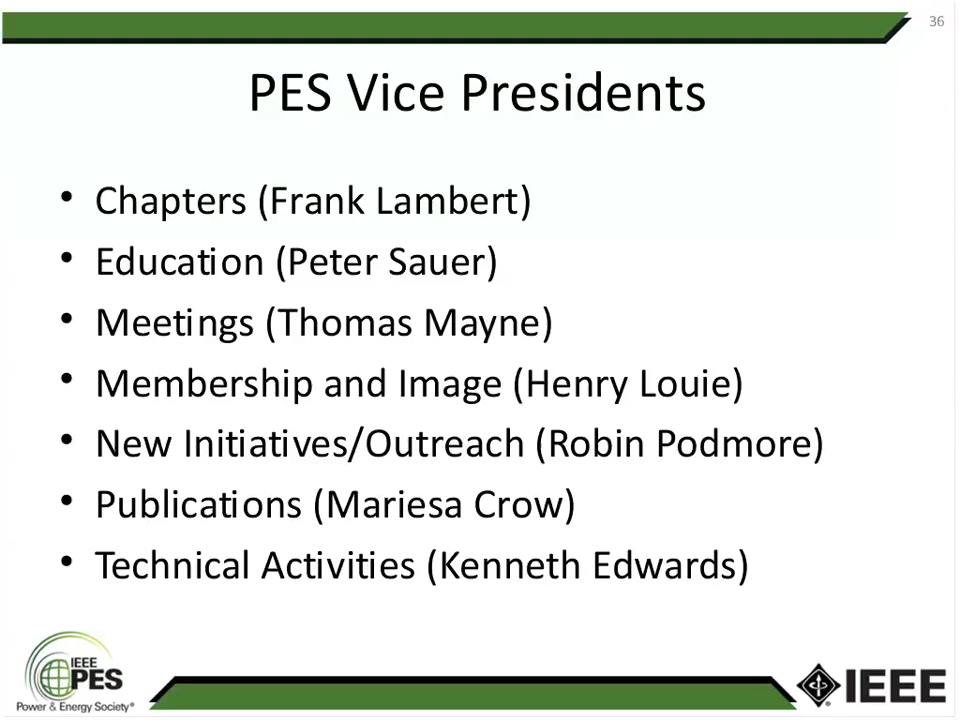 36
PES Vice Presidents
• Chapters (Frank Lambert)
• Education (Peter Sauer)
• Meetings (Thomas Mayne)
• Membership and Image (Henry Louie)
• New Initiatives/Outreach (Robin Podmore)
• Publications (Mariesa Crow)
• Technical Activities (Kenneth Edwards)
IEEE
PES
Power & Energy Society®
IEEE